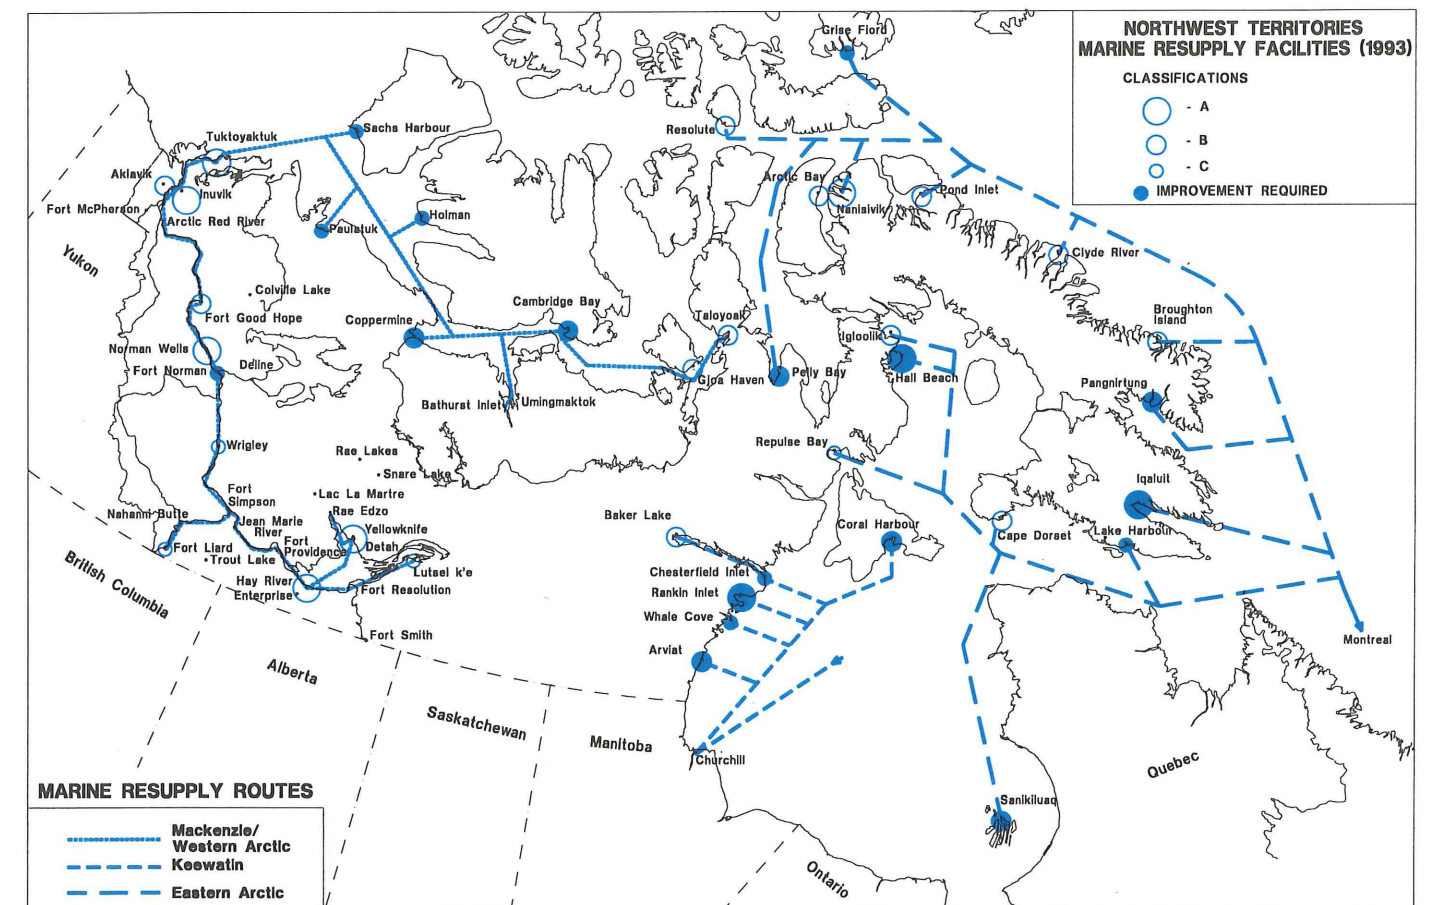 NORTHWEST TERRITORIES
MARINE RESUPPLY FACILITIES (1993)
CLASSIFICATIONS
- A
- B
- C
IMPROVEMENT REQUIRED
Grise Fiord
Resolute
Sachs Harbour
Tuktoyaktuk
Aklavik
Inuvik
Fort McPherson
Arctic Red River
Paulatuk
Holman
Arctic Bay
Nanisivik
Pond Inlet
Clyde River
Yukon
Colville Lake
Fort Good Hope
Coppermine
Cambridge Bay
Taloyoak
Igloolik
Broughton
Island
Norman Wells
Fort Norman
Deline
Gjoa Haven
Pelly Bay
Hall Beach
Pangnirtung
Bathurst Inlet
Umingmaktok
Repulse Bay
Wrigley
Rae Lakes
Snare Lake
Lac La Martre
Rae Edzo
Fort
Simpson
Nahanni Butte
Jean Marie
River
Yellowknife
Detah
Fort
Providence
Fort Liard
Trout Lake
Hay River
Enterprise
Lutsel k'e
Fort Resolution
Fort Smith
Baker Lake
Coral Harbour
Iqaluit
Cape Dorset
Lake Harbour
Chesterfield Inlet
Rankin Inlet
Whale Cove
Arviat
Montreal
British Columbia
Alberta
Saskatchewan
Manitoba
Churchill
Quebec
Sanikiluaq
Ontario
MARINE RESUPPLY ROUTES
Mackenzie/
Western Arctic
Keewatin
Eastern Arctic